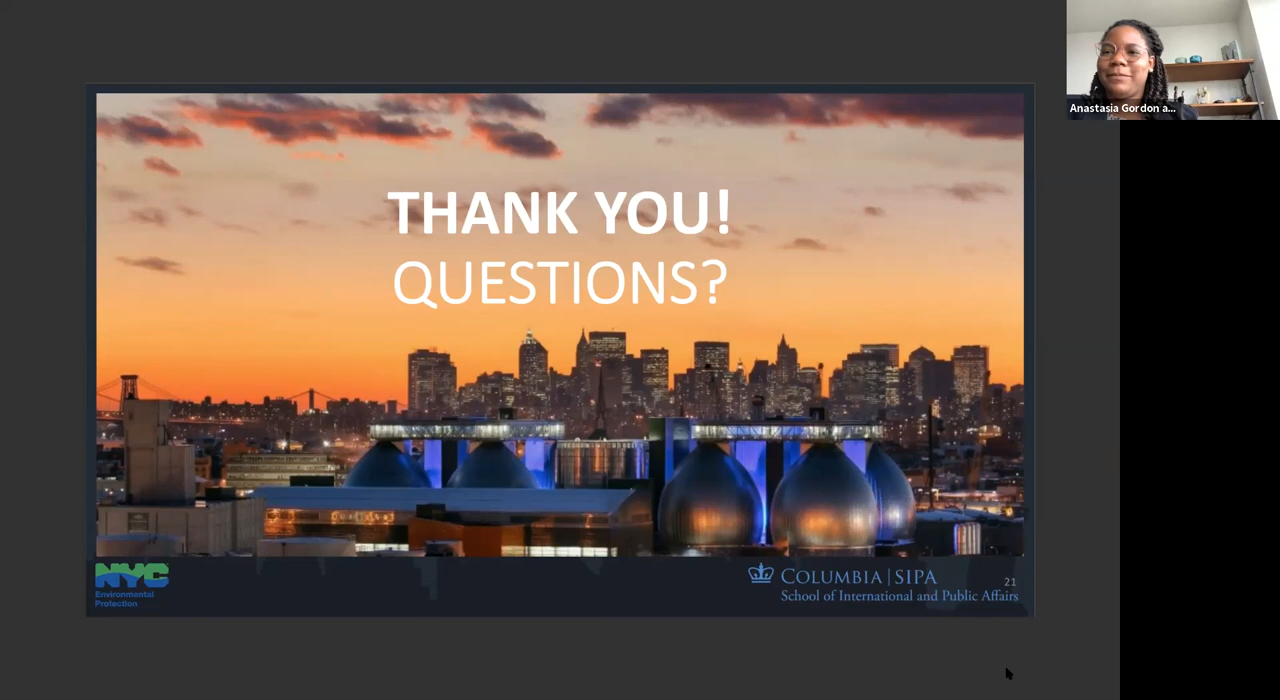 Anastasia Gordon a...
THANK YOU!
QUESTIONS?
NYC
Environmental
Protection
COLUMBIA | SIPA
School of International and Public Affairs
21